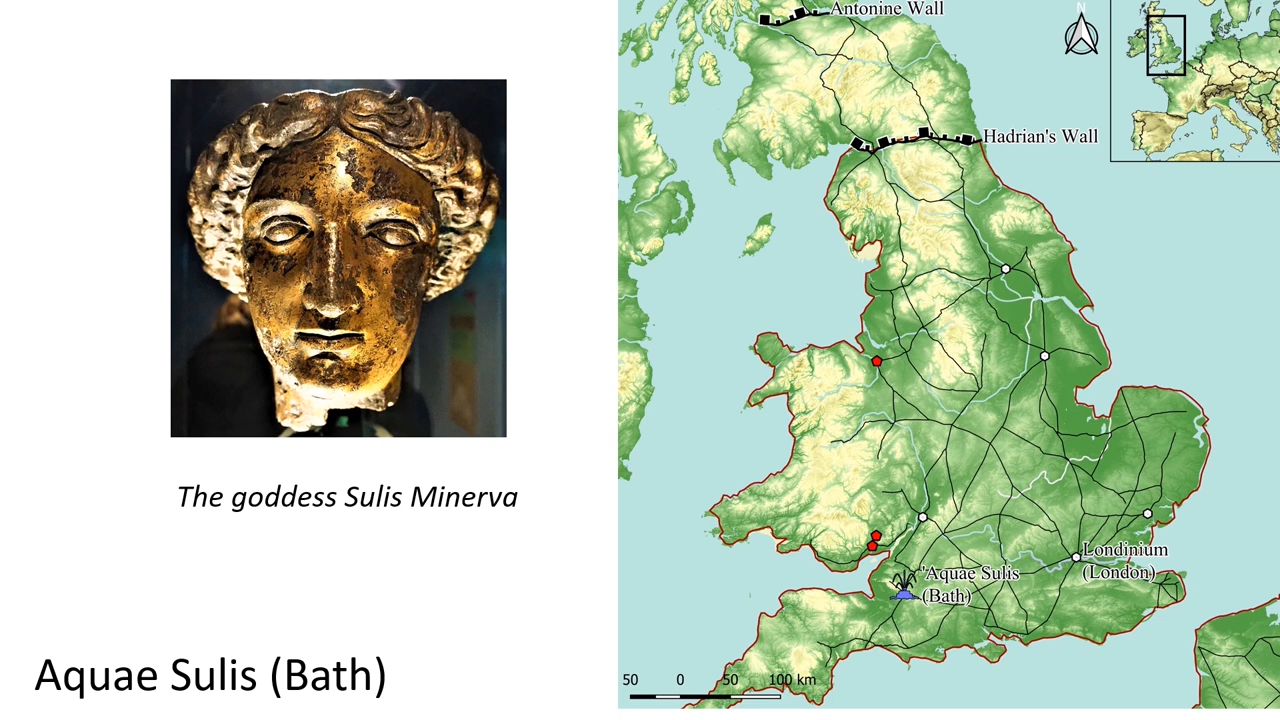 The goddess Sulis Minerva
Aquae Sulis (Bath)
Antonine Wall
N
Hadrian's Wall
Londinium
(London)
'Aquae Sulis
(Bath)
50 0 50 100 km